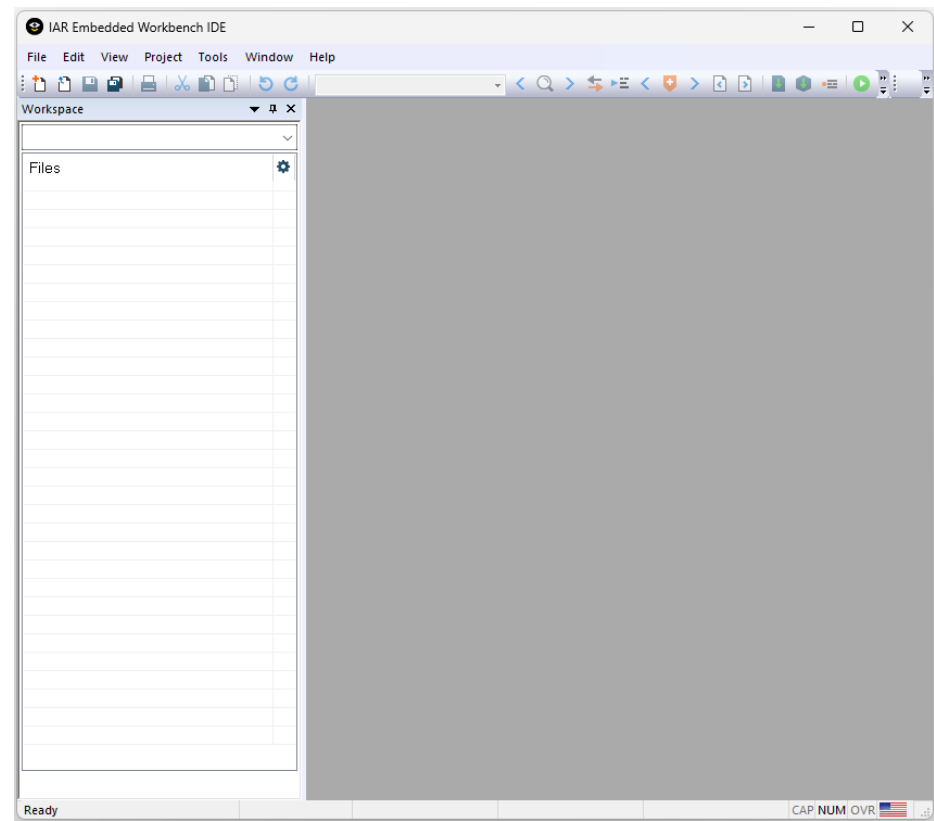 IAR Embedded Workbench IDE
File Edit View Project Tools Window Help
Workspace
Files
Ready CAP NUM OVR